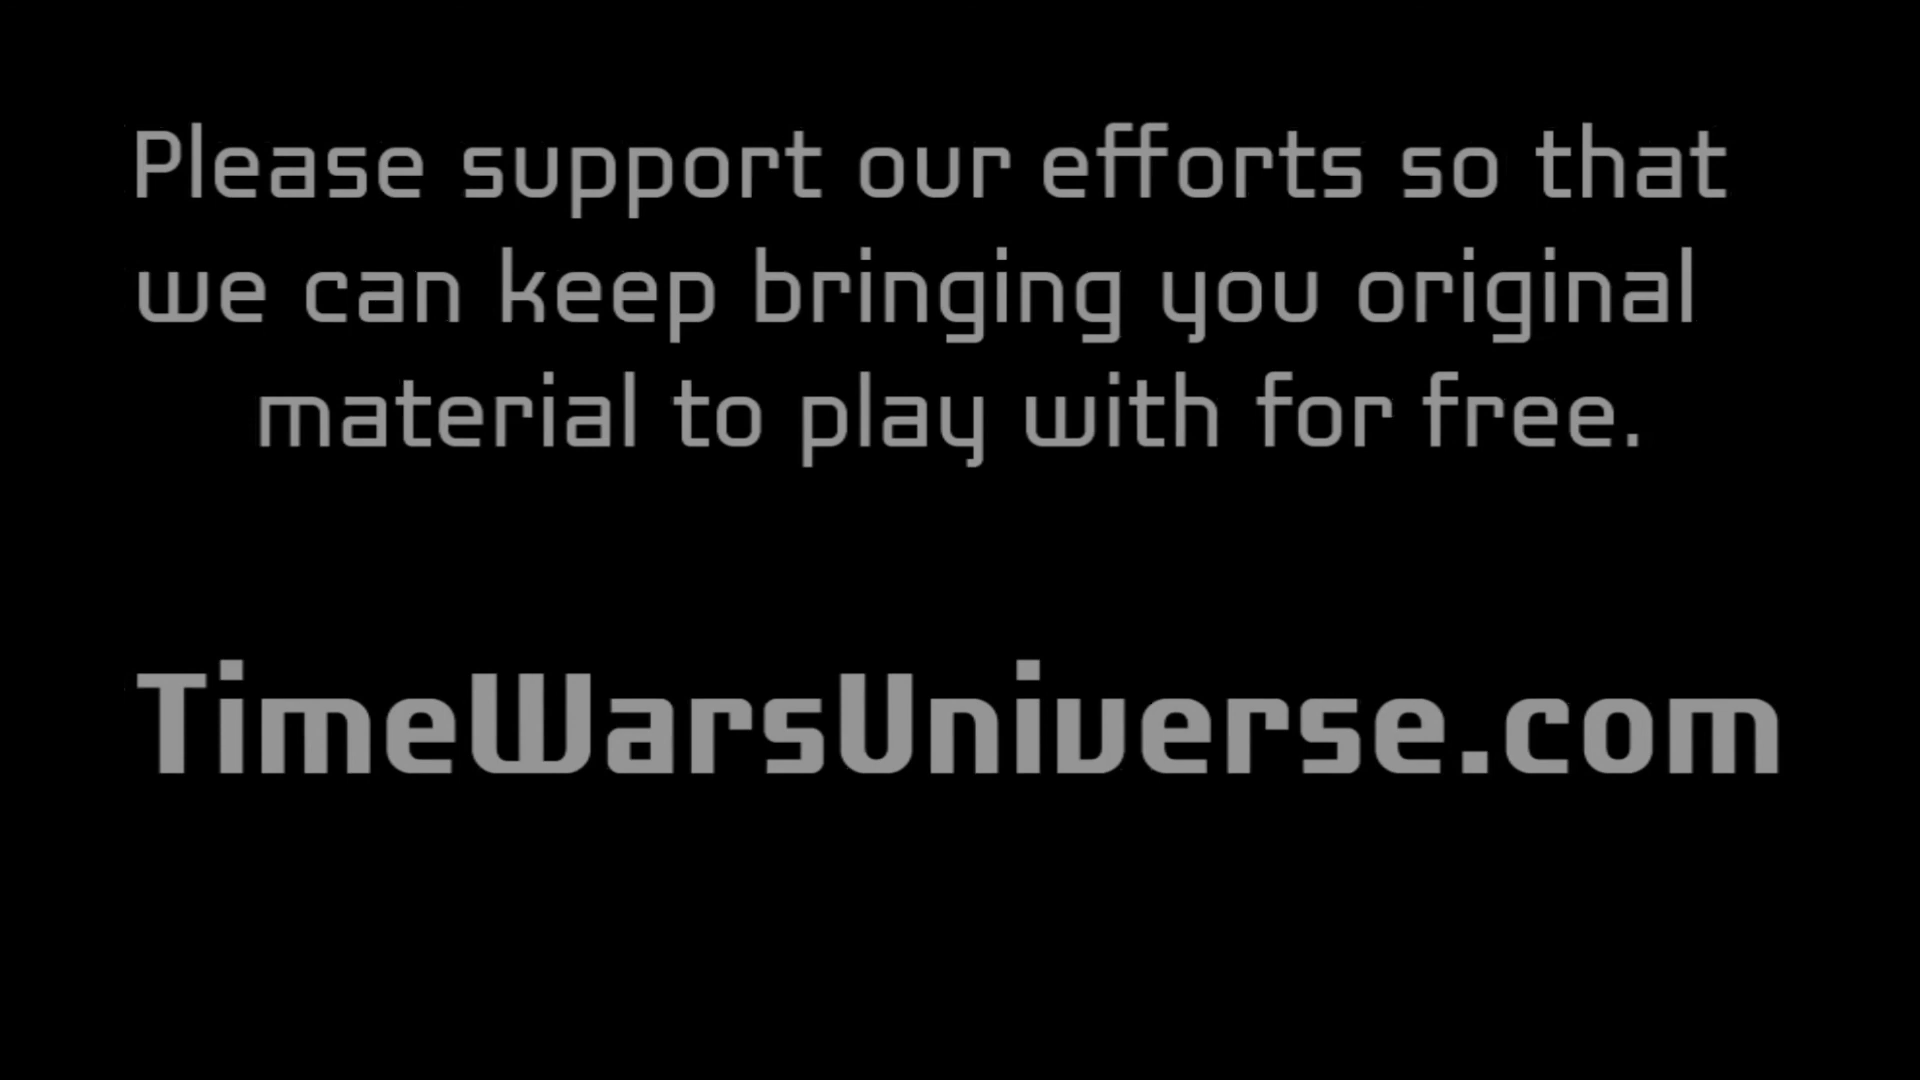 Please support our efforts so that
we can keep bringing you original
material to play with for free.
TimeWarsUniverse.com